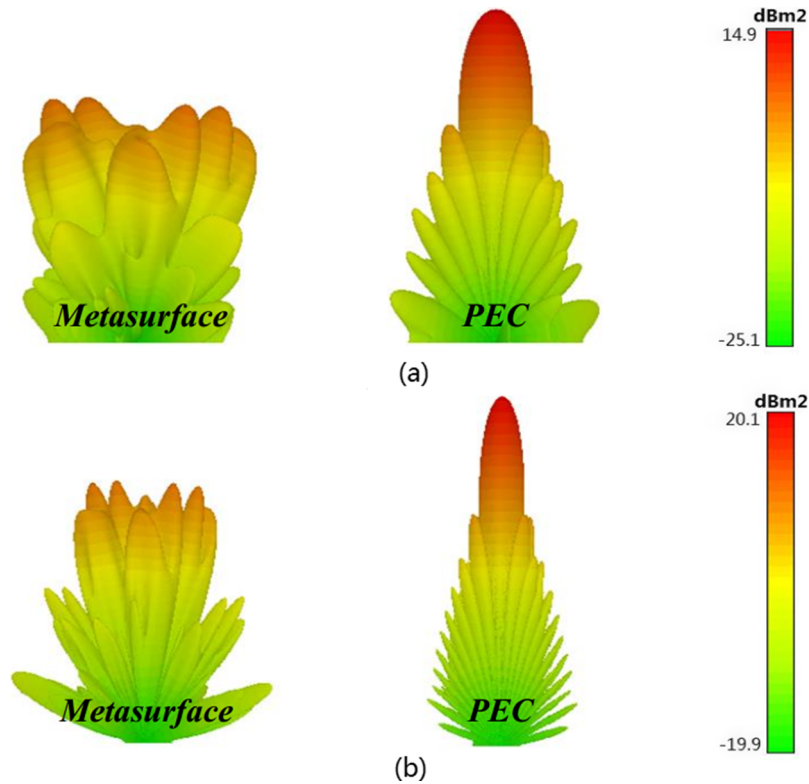 dBm2
14.9
Metasurface
PEC
-25.1
(a)
dBm2
20.1
Metasurface
PEC
-19.9
(b)